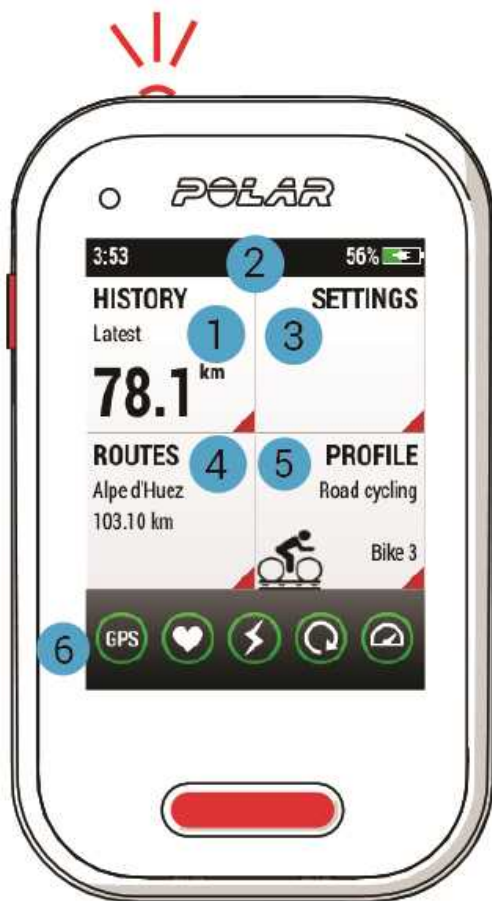 POLAR
3:53 2 56%
HISTORY 1 3 SETTINGS
Latest
78.1 km
ROUTES 4 5 PROFILE
Alpe d'Huez Road cycling
103.10 km
Bike 3
6 GPS